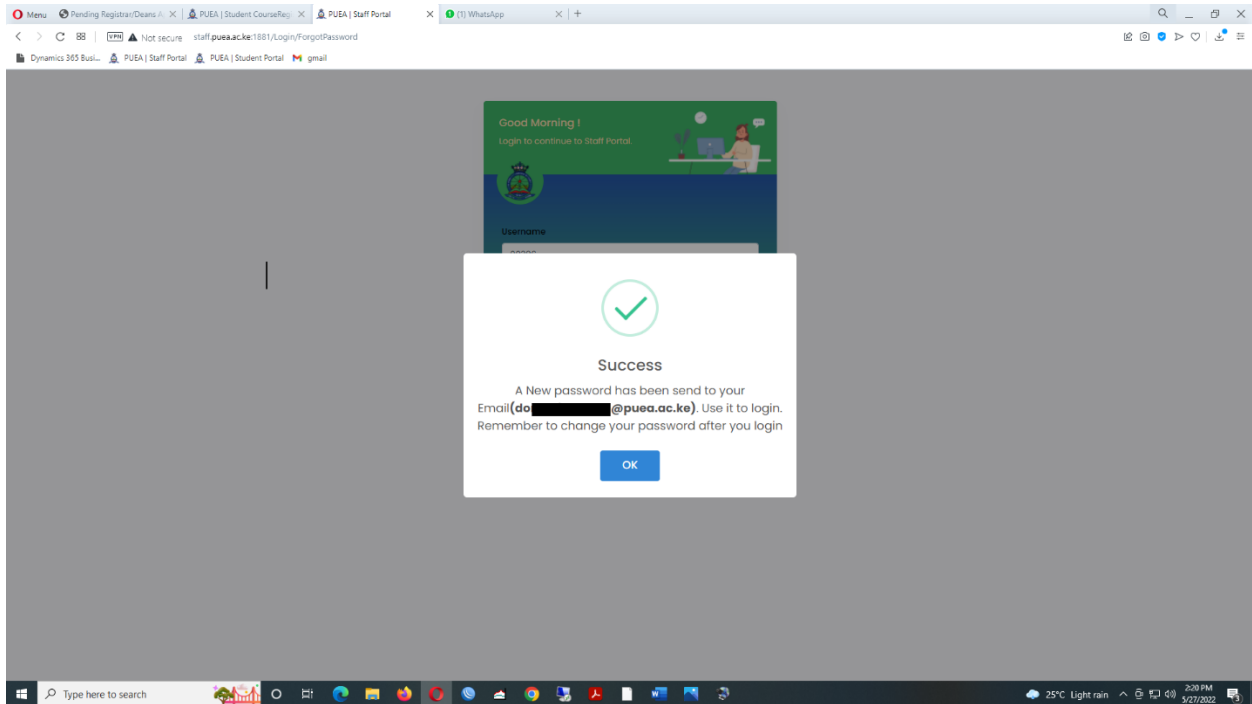 Menu Pending Registrar/Deans A PUEA | Student CourseReg PUEA | Staff Portal (1) WhatsApp
VPN Not secure staff.puea.ac.ke:1881/Login/ForgotPassword
Dynamics 365 Busi... PUEA | Staff Portal PUEA | Student Portal gmail
Good Morning !
Login to continue to Staff Portal.
Username
Success
A New password has been send to your
Email(do @puea.ac.ke). Use it to login.
Remember to change your password after you login
OK
Type here to search 25°C Light rain 2:20 PM
5/27/2022